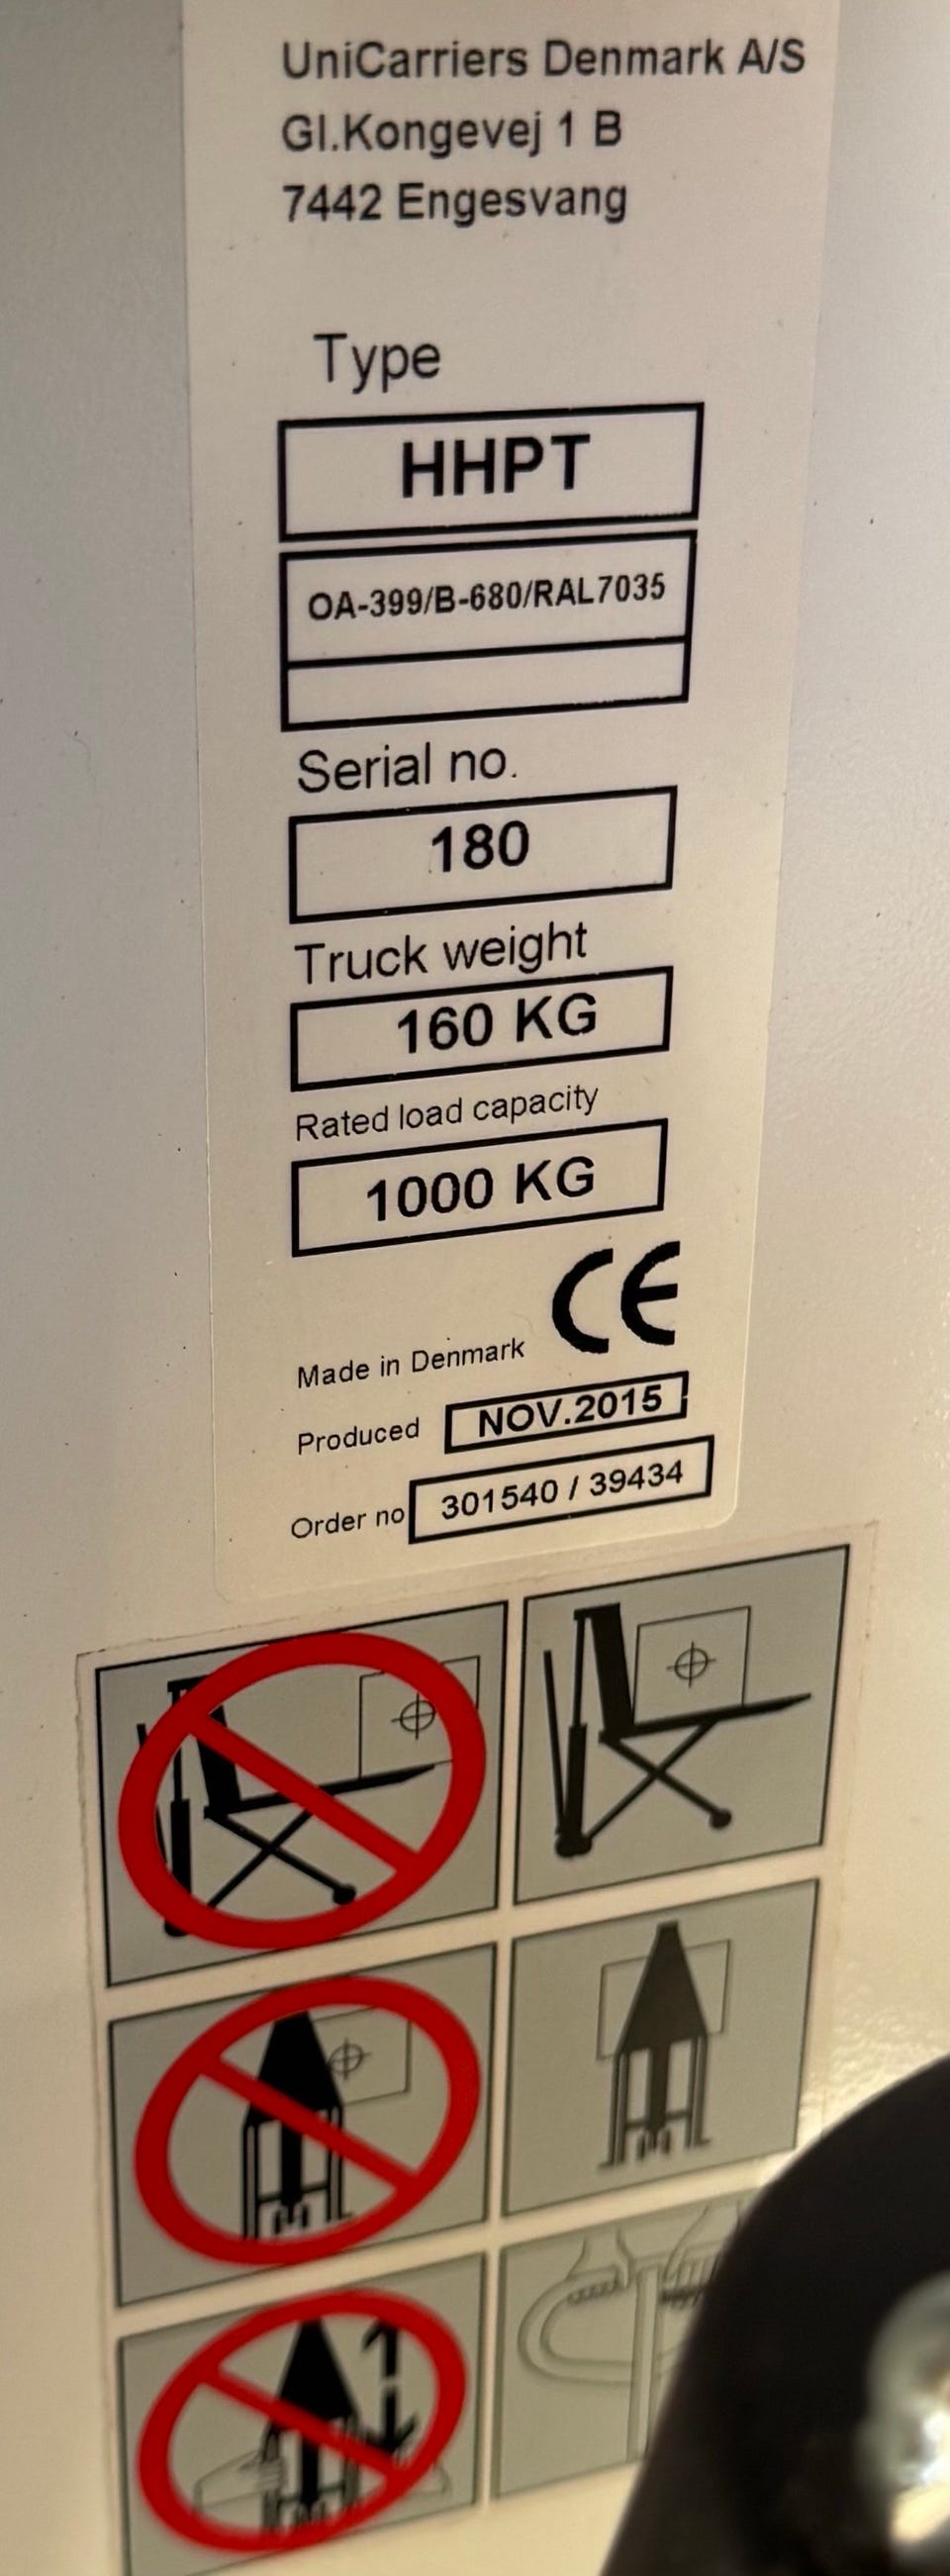 UniCarriers Denmark A/S
Gl.Kongevej 1 B
7442 Engesvang
Type
HHPT
OA-399/B-680/RAL7035
Serial no.
180
Truck weight
160 KG
Rated load capacity
1000 KG
CE
Made in Denmark
Produced NOV.2015
Order no 301540 / 39434